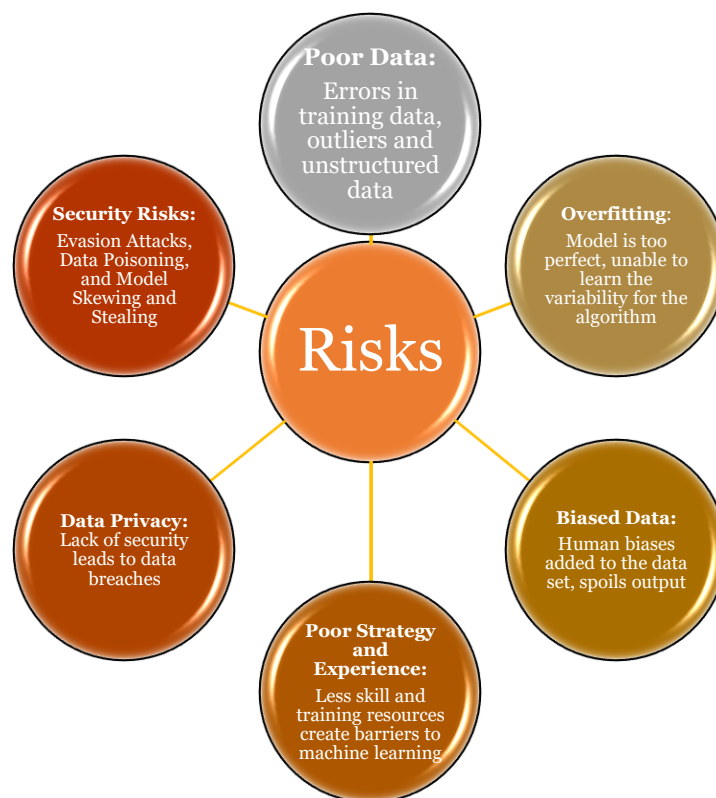 Poor Data:
Errors in
training data,
outliers and
unstructured
data
Overfitting:
Model is too
perfect, unable to
learn the
variability for the
algorithm
Biased Data:
Human biases
added to the data
set, spoils output
Poor Strategy
and
Experience:
Less skill and
training resources
create barriers to
machine learning
Data Privacy:
Lack of security
leads to data
breaches
Security Risks:
Evasion Attacks,
Data Poisoning,
and Model
Skewing and
Stealing
Risks